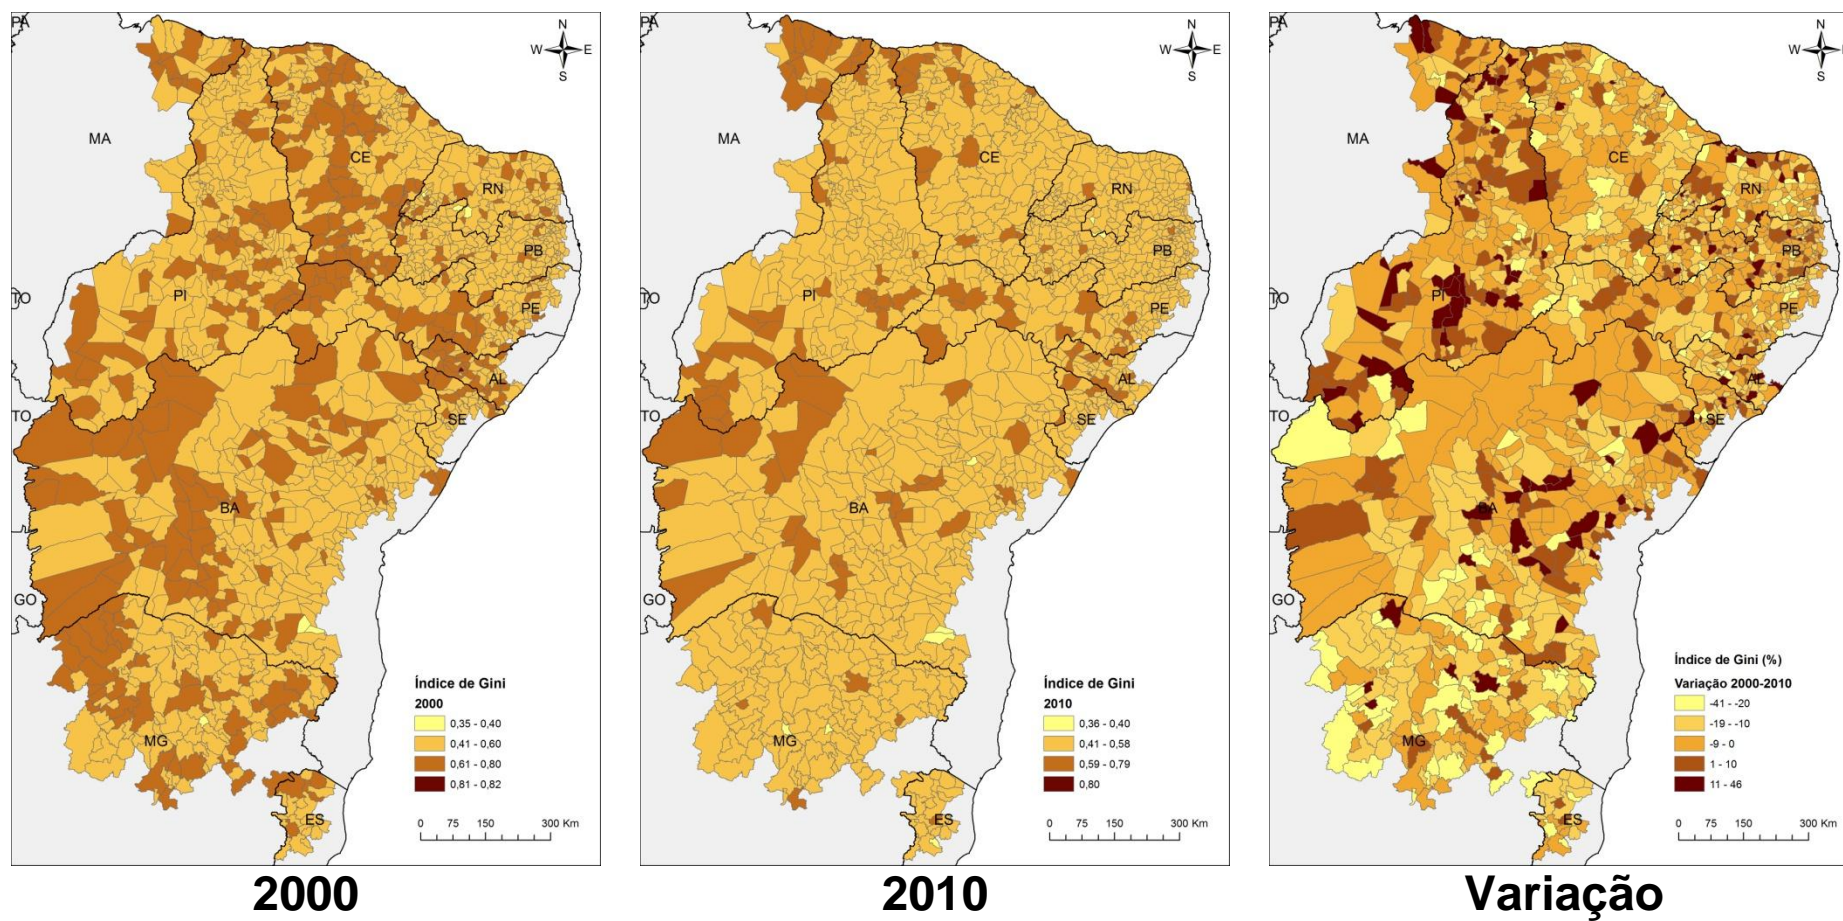 PA
N
W E
S
MA
CE
RN
PB
PI
PE
TO
AL
TO
SE
BA
GO
MG
ES
Índice de Gini
2000
0,35 - 0,40
0,41 - 0,60
0,61 - 0,80
0,81 - 0,82
0 75 150 300 Km
2000
PA
N
W E
S
MA
CE
RN
PB
PI
PE
TO
AL
TO
SE
BA
GO
MG
ES
Índice de Gini
2010
0,36 - 0,40
0,41 - 0,58
0,59 - 0,79
0,80
0 75 150 300 Km
2010
PA
N
W
S
MA
CE
RN
PB
PI
PE
TO
AL
TO
SE
BA
GO
MG
ES
Índice de Gini (%)
Variação 2000-2010
-41 - -20
-19 - -10
-9 - 0
1 - 10
11 - 46
0 75 150 300 Km
Variação